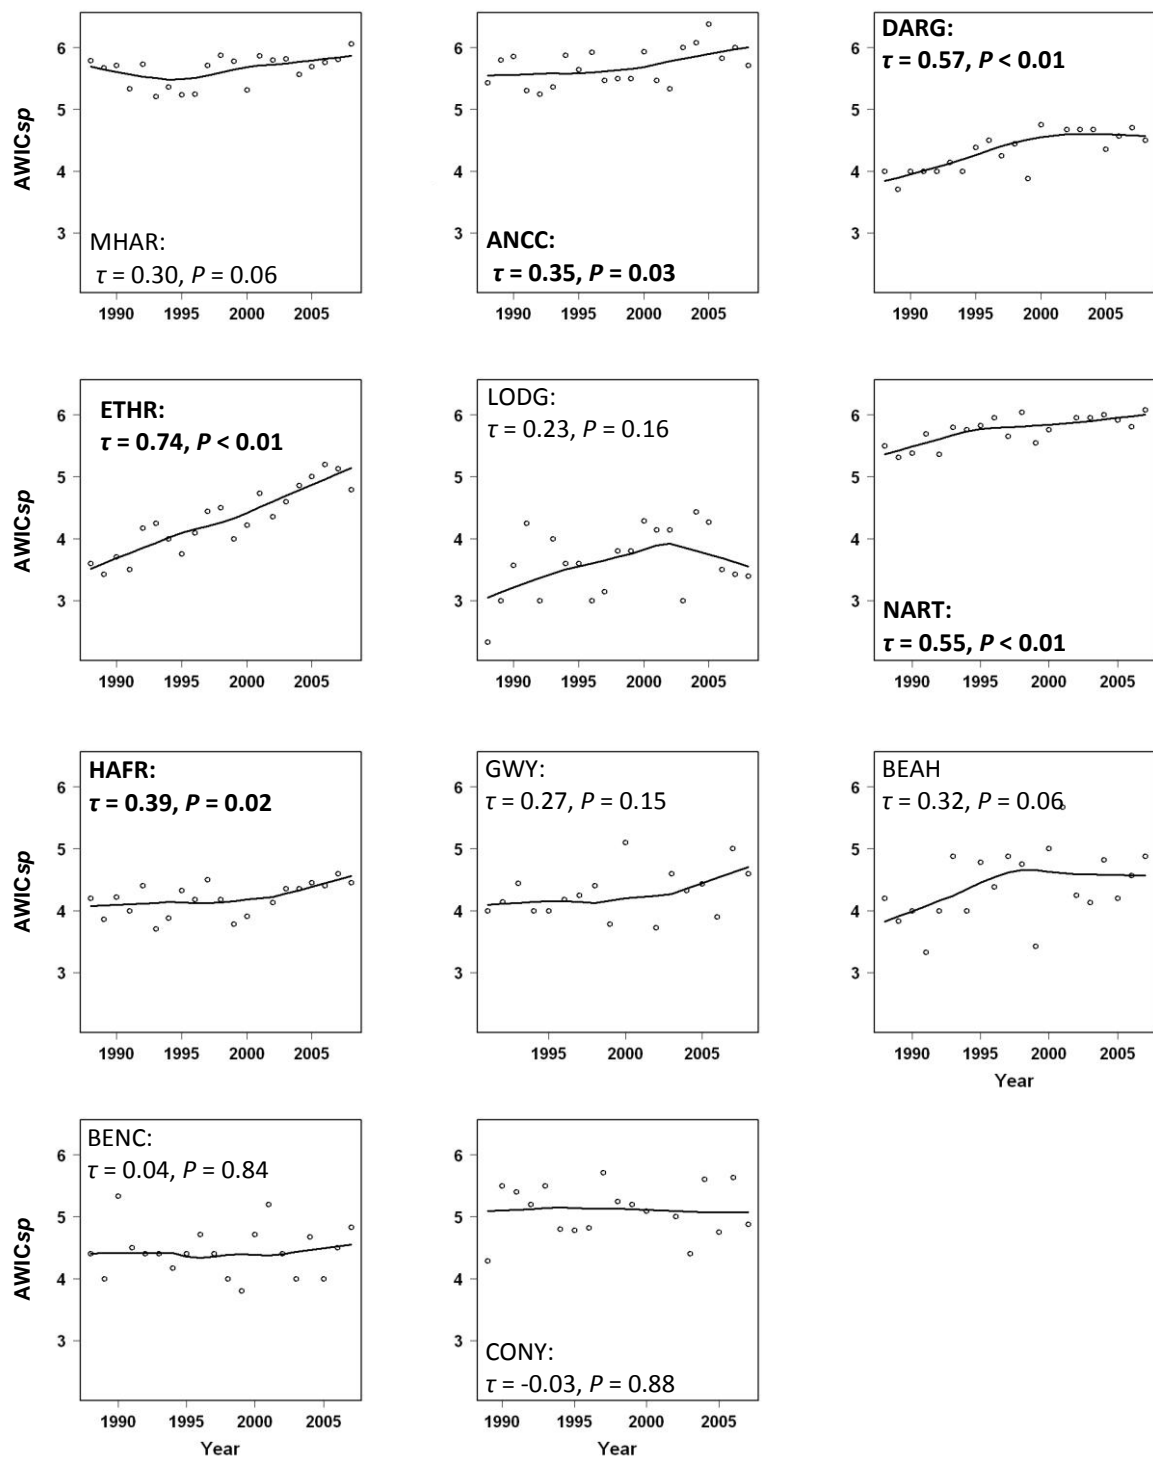 6
5
4
3
AWICsp
MHAR:
τ = 0.30, P = 0.06
1990 1995 2000 2005
6
5
4
3
ANCC:
τ = 0.35, P = 0.03
1990 1995 2000 2005
DARG:
τ = 0.57, P < 0.01
6
5
4
3
1990 1995 2000 2005
AWICsp
6
5
4
3
ETHR:
τ = 0.74, P < 0.01
1990 1995 2000 2005
LODG:
τ = 0.23, P = 0.16
6
5
4
3
1990 1995 2000 2005
6
5
4
3
NART:
τ = 0.55, P < 0.01
1990 1995 2000 2005
AWICsp
HAFR:
τ = 0.39, P = 0.02
6
5
4
3
1990 1995 2000 2005
GWY:
τ = 0.27, P = 0.15
6
5
4
3
1995 2000 2005
BEAH
τ = 0.32, P = 0.06
6
5
4
3
1990 1995 2000 2005
Year
AWICsp
BENC:
τ = 0.04, P = 0.84
6
5
4
3
1990 1995 2000 2005
Year
6
5
4
3
CONY:
τ = -0.03, P = 0.88
1990 1995 2000 2005
Year